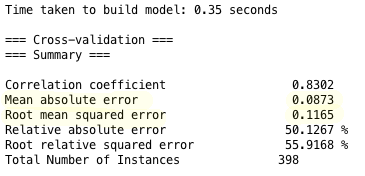 Time taken to build model: 0.35 seconds
=== Cross-validation ===
=== Summary ===
Correlation coefficient 0.8302
Mean absolute error 0.0873
Root mean squared error 0.1165
Relative absolute error 50.1267 %
Root relative squared error 55.9168 %
Total Number of Instances 398